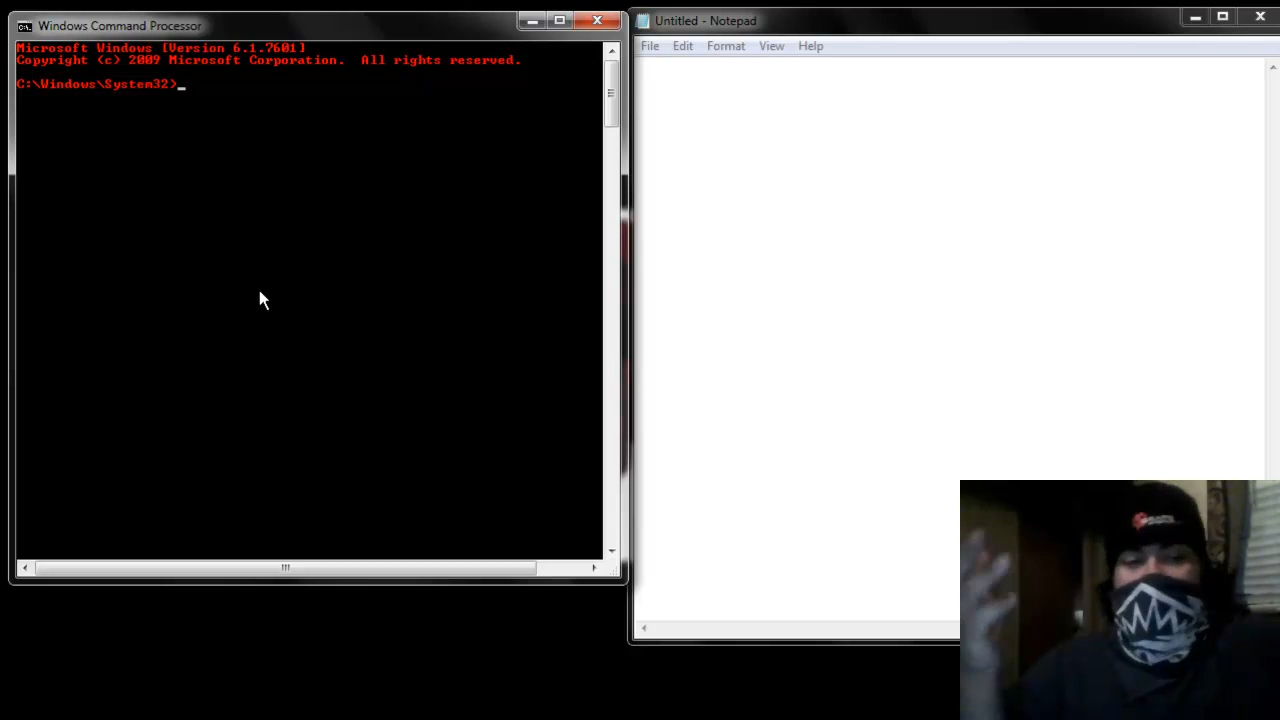 Windows Command Processor
Microsoft Windows [Version 6.1.7601]
Copyright (c) 2009 Microsoft Corporation.  All rights reserved.
C:\Windows\System32>_
Untitled - Notepad
File Edit Format View Help